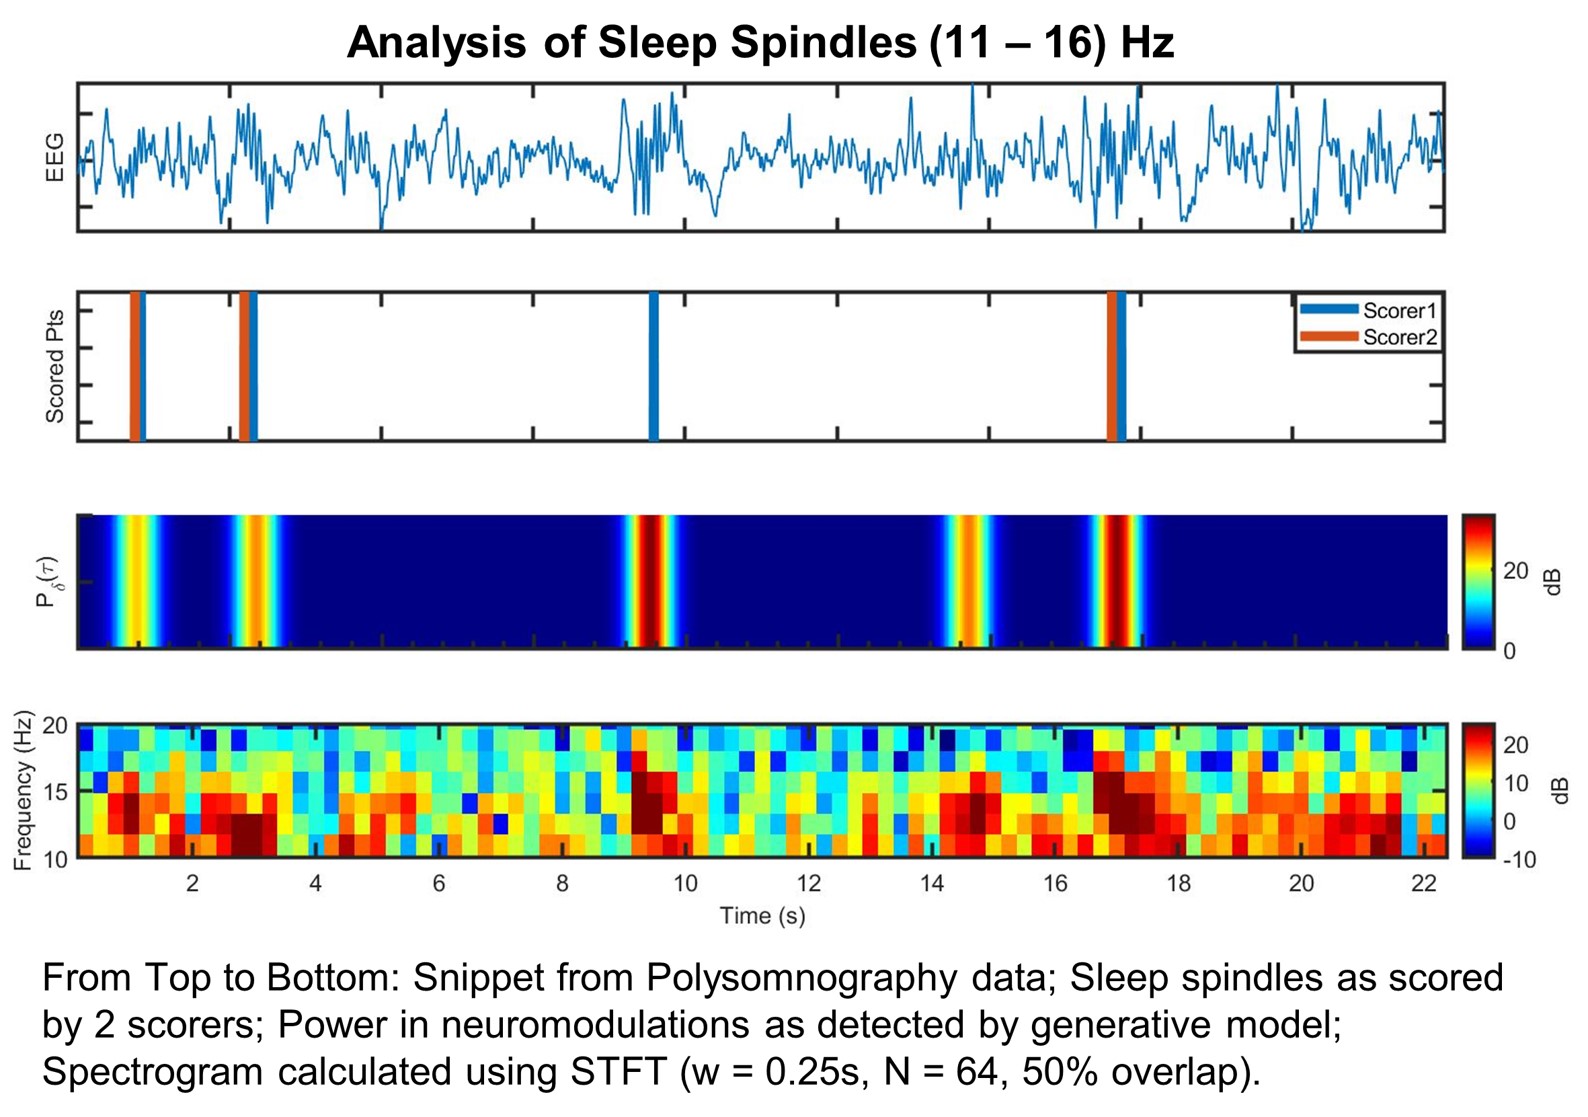 Analysis of Sleep Spindles (11 – 16) Hz
EEG
Scored Pts
Scorer1
Scorer2
P_δ(τ)
20
0
dB
Frequency (Hz)
20
15
10
20
10
0
-10
dB
2 4 6 8 10 12 14 16 18 20 22
Time (s)
From Top to Bottom: Snippet from Polysomnography data; Sleep spindles as scored
by 2 scorers; Power in neuromodulations as detected by generative model;
Spectrogram calculated using STFT (w = 0.25s, N = 64, 50% overlap).